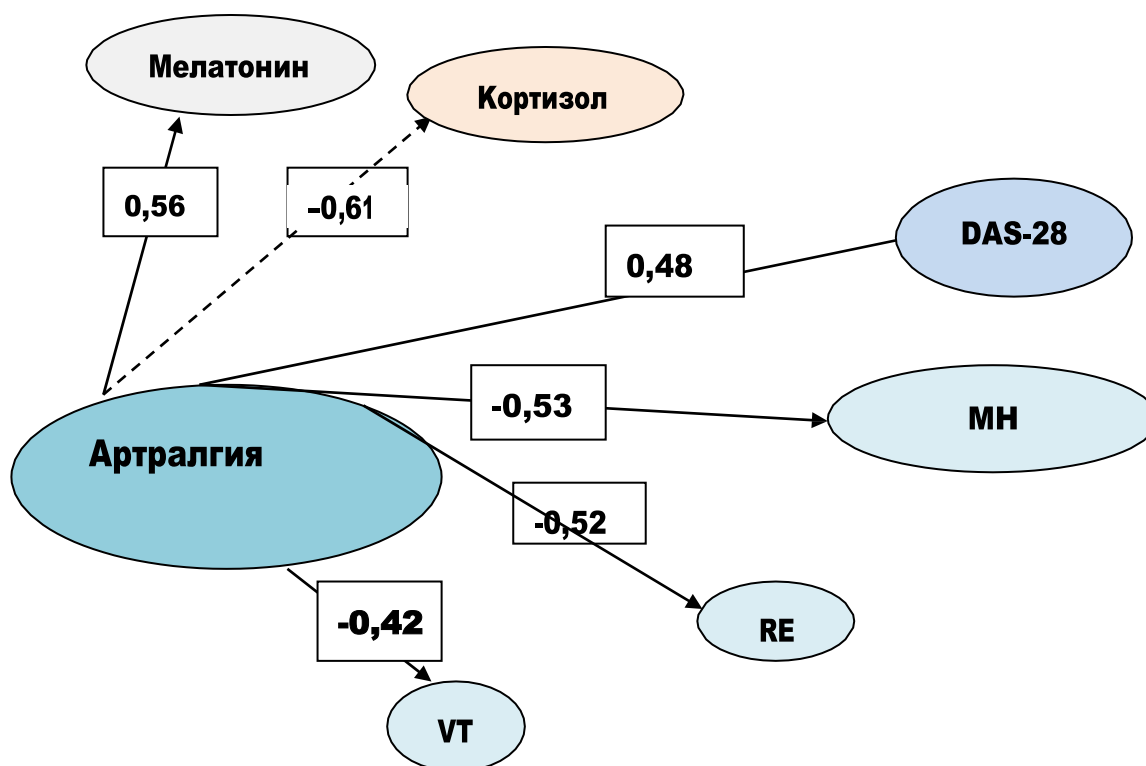 Мелатонин
Кортизол
0,56
-0,61
DAS-28
0,48
-0,53
МН
Артралгия
-0,52
RE
-0,42
VT